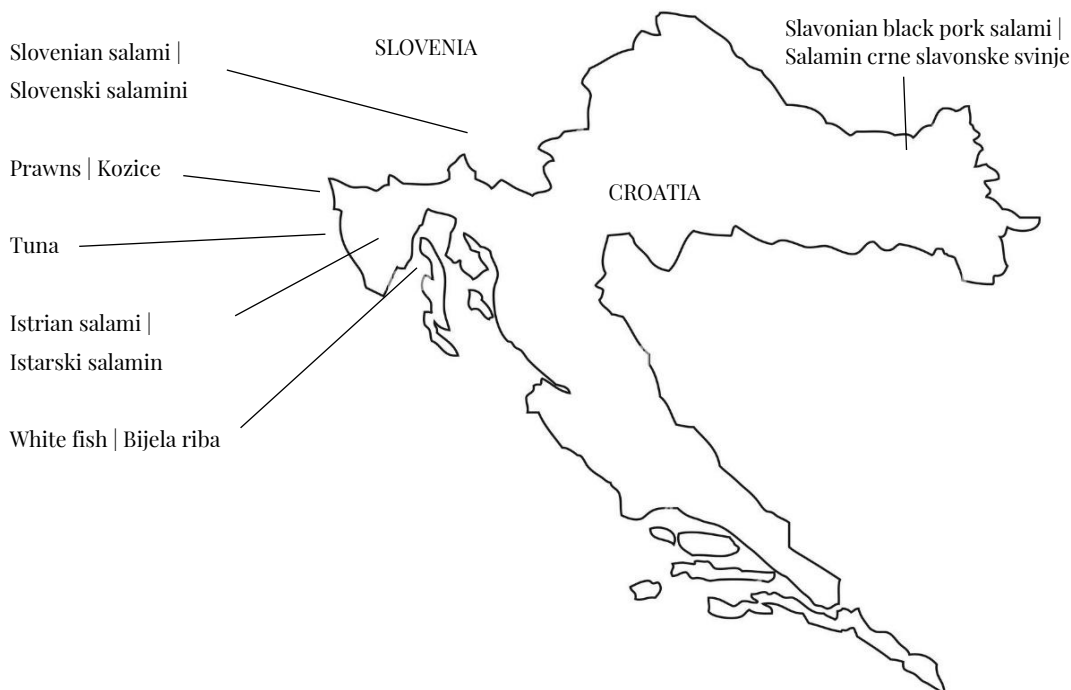 Slovenian salami |
Slovenski salamini
SLOVENIA
Slavonian black pork salami |
Salamin crne slavonske svinje
Prawns | Kozice
CROATIA
Tuna
Istrian salami |
Istarski salamin
White fish | Bijela riba